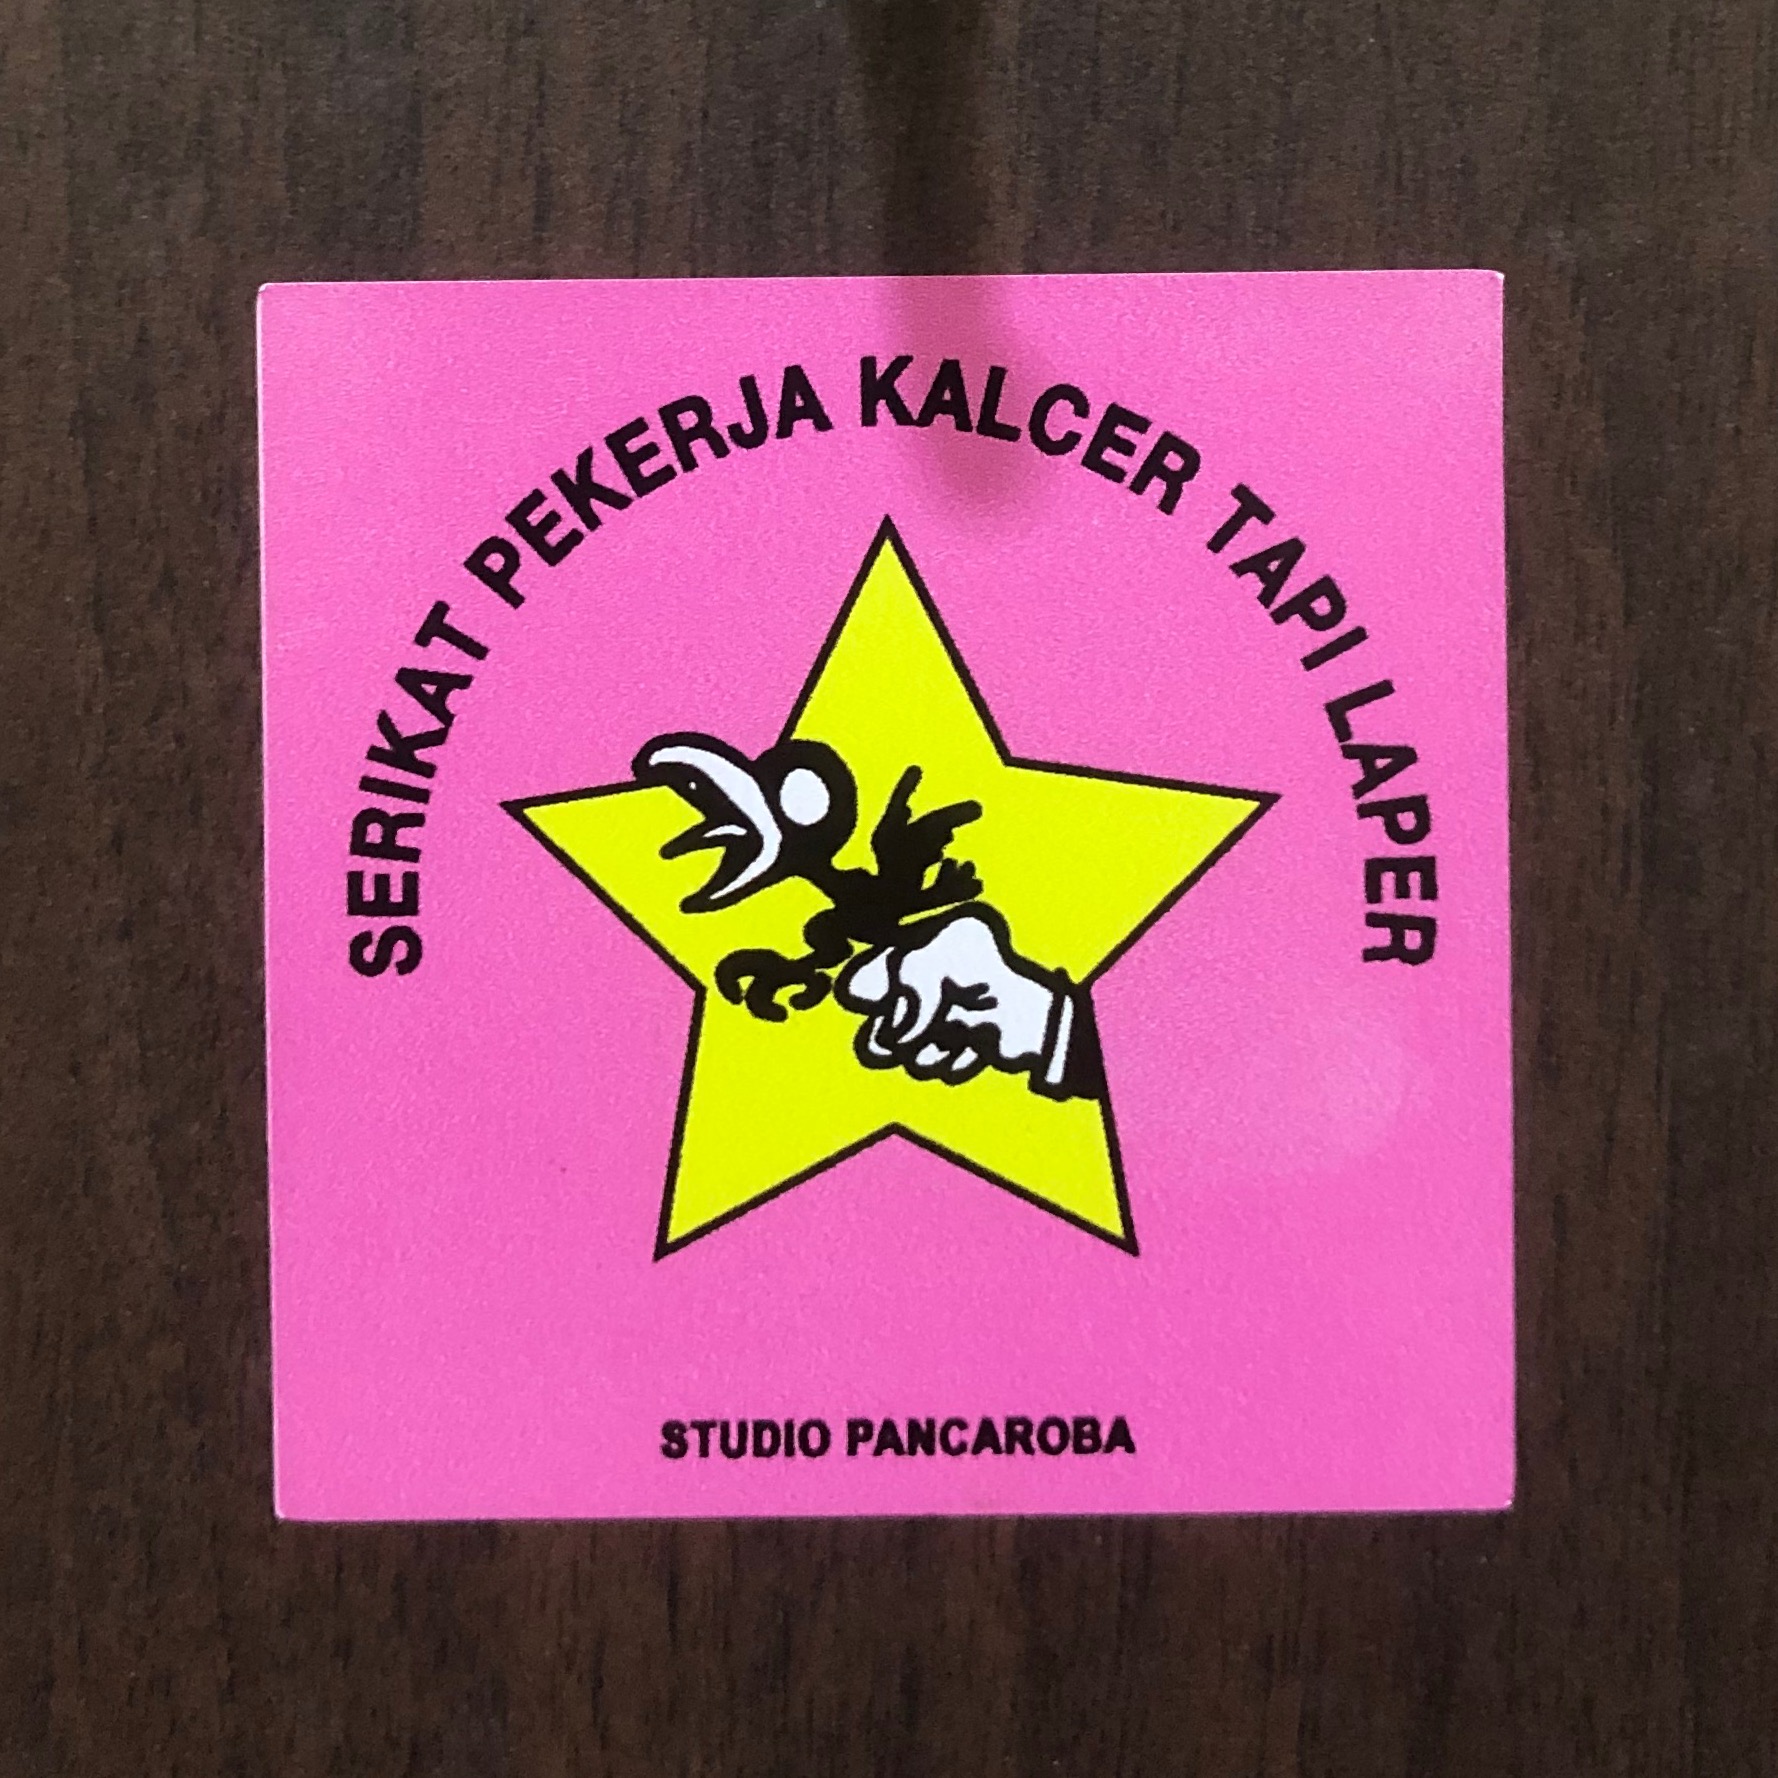 SERIKAT PEKERJA KALCER TAPI LAPER
STUDIO PANCAROBA